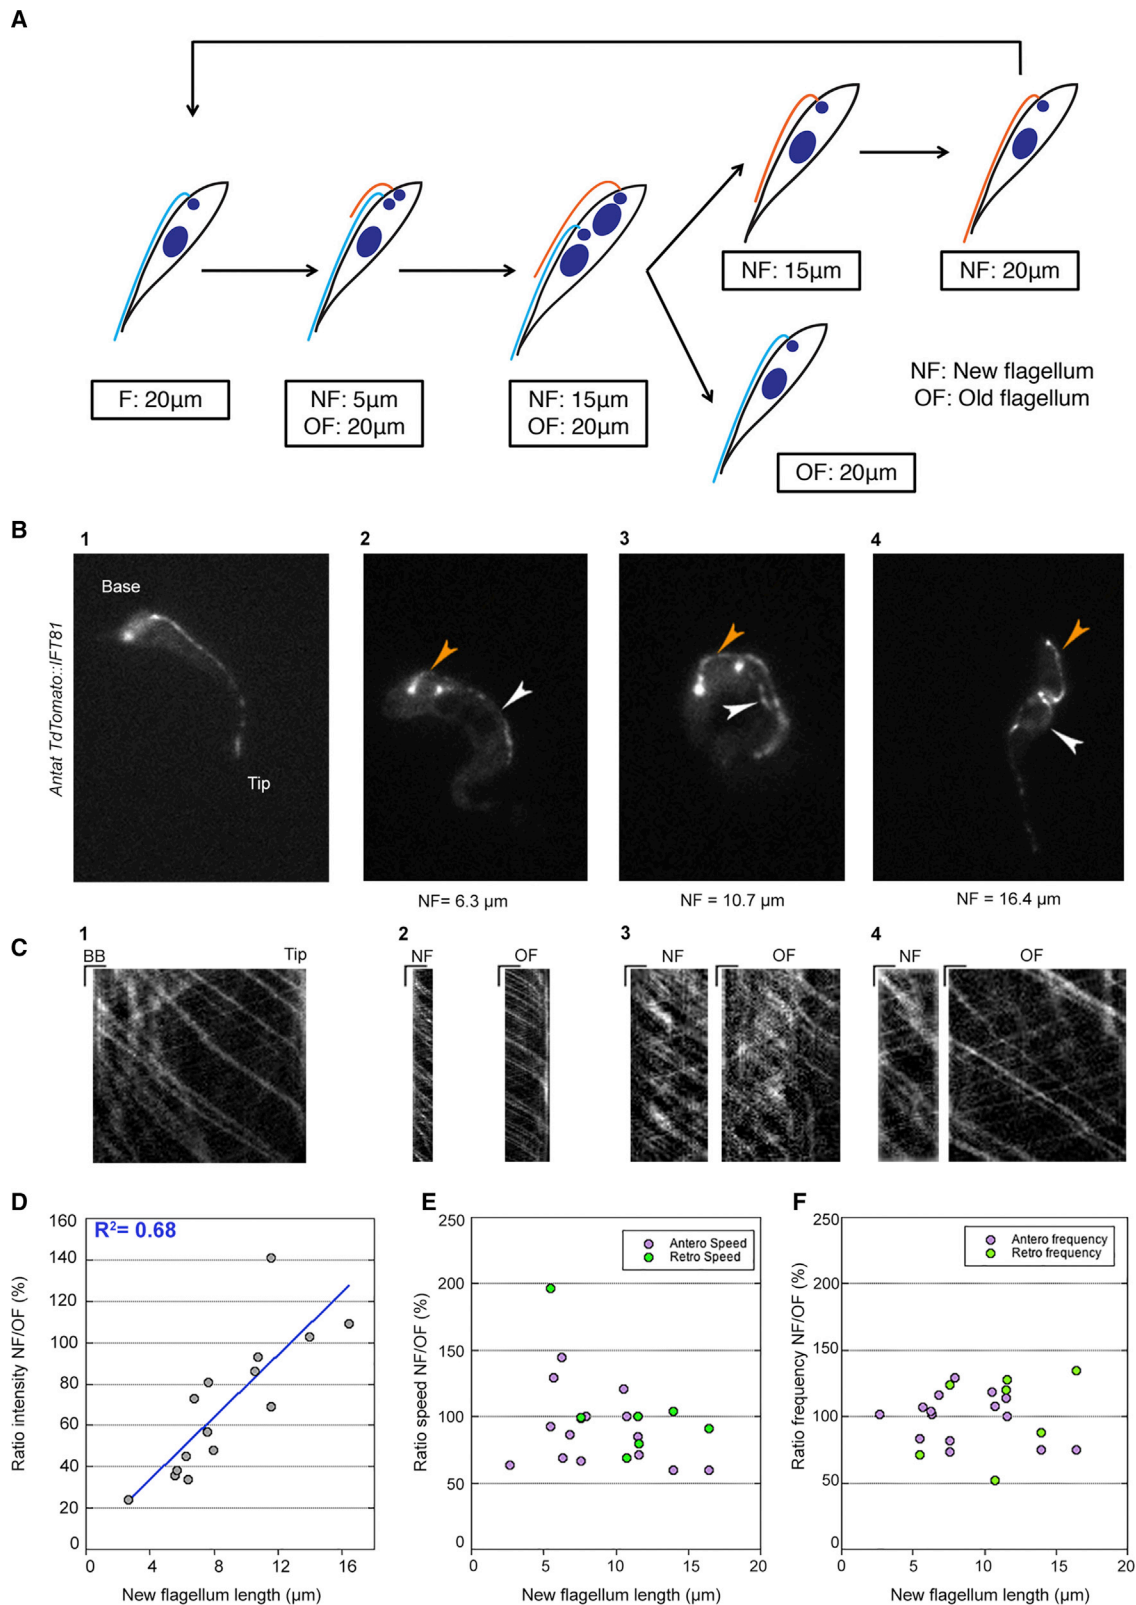 A
F: 20µm
NF: 5µm
OF: 20µm
NF: 15µm
OF: 20µm
NF: 15µm
NF: 20µm
OF: 20µm
NF: New flagellum
OF: Old flagellum
B
Antat TdTomato::IFT81
1
Base
Tip
2
NF= 6.3 µm
3
NF = 10.7 µm
4
NF = 16.4 µm
C
1
BB
Tip
2
NF
OF
3
NF
OF
4
NF
OF
D
R²= 0.68
Ratio intensity NF/OF (%)
160
140
120
100
80
60
40
20
0
0 4 8 12 16
New flagellum length (µm)
E
Antero Speed
Retro Speed
Ratio speed NF/OF (%)
250
200
150
100
50
0
0 5 10 15 20
New flagellum length (µm)
F
Antero frequency
Retro frequency
Ratio frequency NF/OF (%)
250
200
150
100
50
0
0 5 10 15 20
New flagellum length (µm)